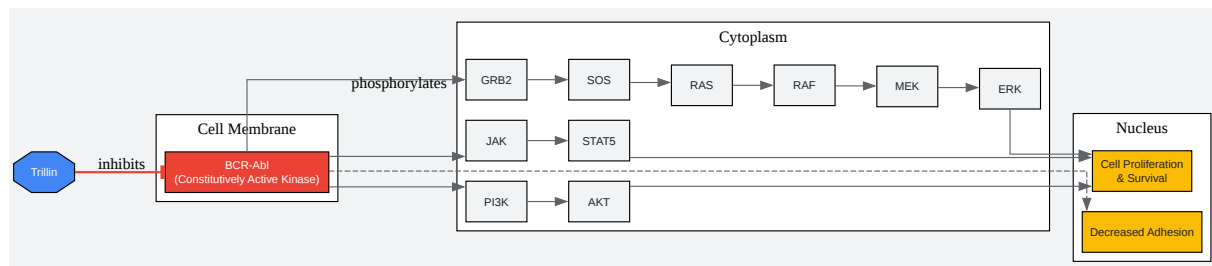 Cytoplasm
phosphorylates
GRB2
SOS
RAS
RAF
MEK
ERK
Cell Membrane
Nucleus
JAK
STAT5
Trillin
inhibits
BCR-Abl
(Constitutively Active Kinase)
Cell Proliferation
& Survival
PI3K
AKT
Decreased Adhesion